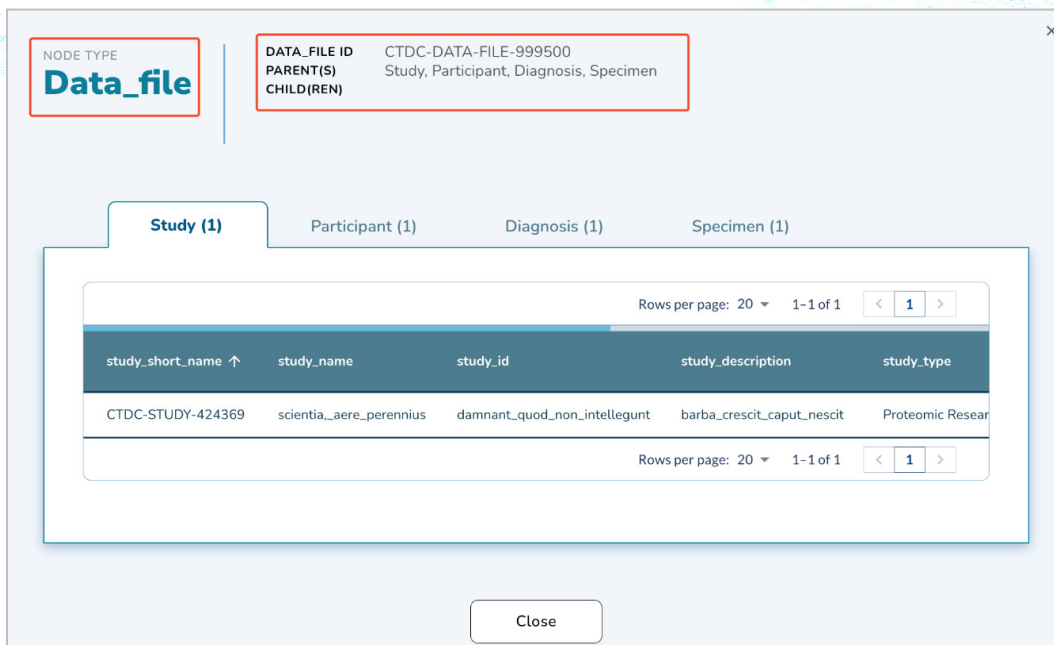 ×
NODE TYPE
Data_file
DATA_FILE ID CTDC-DATA-FILE-999500
PARENT(S) Study, Participant, Diagnosis, Specimen
CHILD(REN)
Study (1) Participant (1) Diagnosis (1) Specimen (1)
Rows per page: 20 1–1 of 1 < 1 >
study_short_name ↑ study_name study_id study_description study_type
CTDC-STUDY-424369 scientia,_aere_perennius damnant_quod_non_intellegunt barba_crescit_caput_nescit Proteomic Resear
Rows per page: 20 1–1 of 1 < 1 >
Close